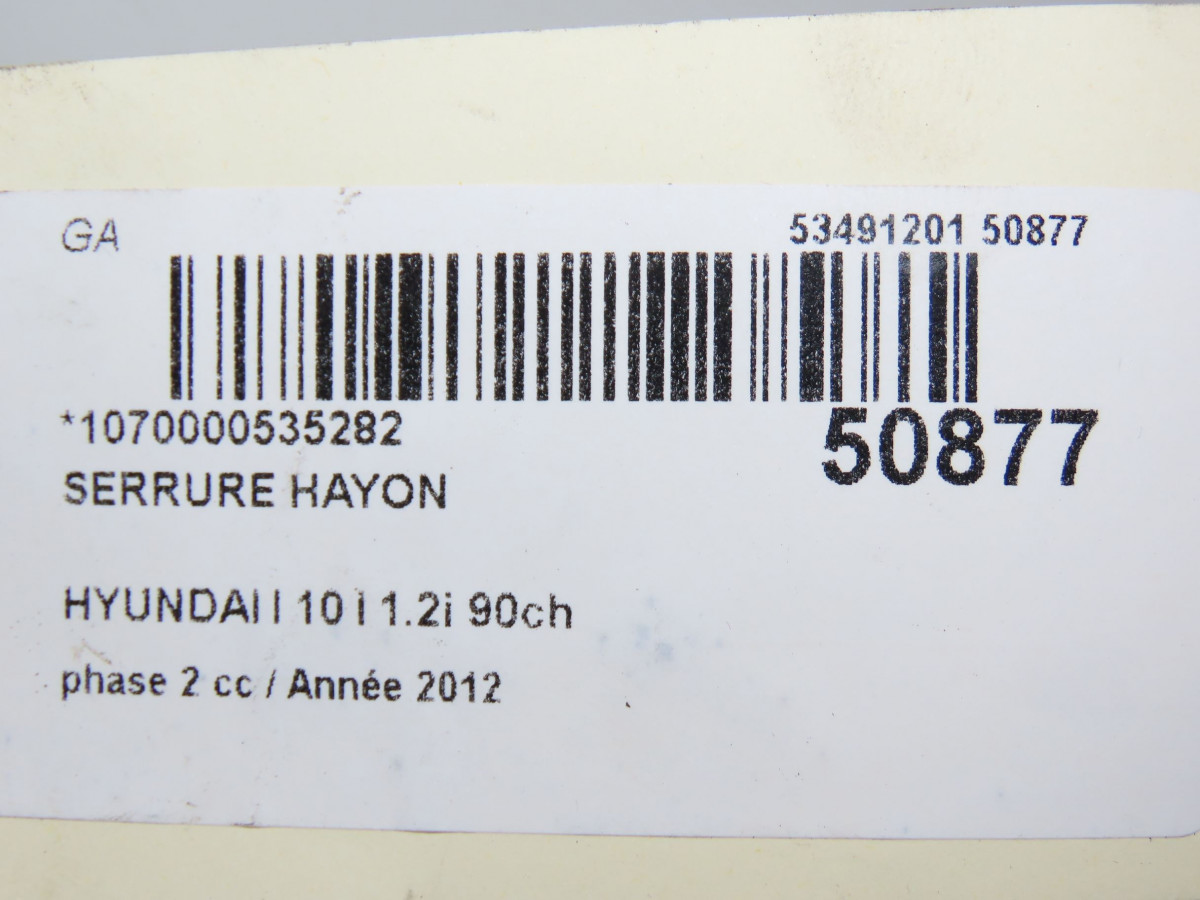 GA 53491201 50877
*1070000535282 50877
SERRURE HAYON
HYUNDAI I 10 I 1.2i 90ch
phase 2 cc / Année 2012